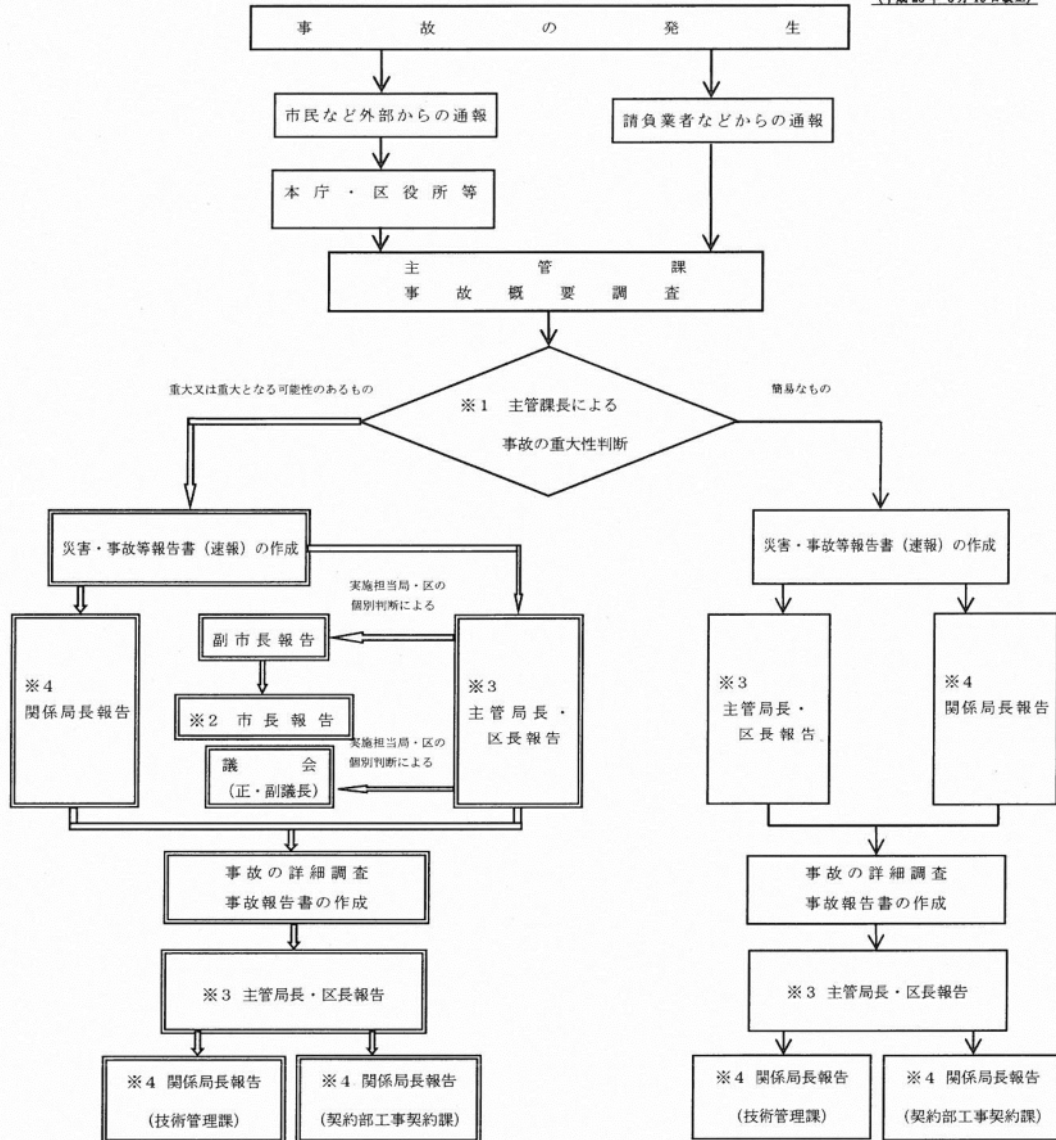 事故の発生
市民など外部からの通報
請負業者などからの通報
本庁・区役所等
主管課
事故概要調査
重大又は重大となる可能性のあるもの
簡易なもの
※1 主管課長による
事故の重大性判断
災害・事故等報告書（速報）の作成
実施担当局・区の
個別判断による
副市長報告
※2 市長報告
実施担当局・区の
個別判断による
議会
（正・副議長）
※4
関係局長報告
※3
主管局長・
区長報告
事故の詳細調査
事故報告書の作成
※3 主管局長・区長報告
※4 関係局長報告
（技術管理課）
※4 関係局長報告
（契約部工事契約課）
災害・事故等報告書（速報）の作成
※3
主管局長・
区長報告
※4
関係局長報告
事故の詳細調査
事故報告書の作成
※3 主管局長・区長報告
※4 関係局長報告
（技術管理課）
※4 関係局長報告
（契約部工事契約課）